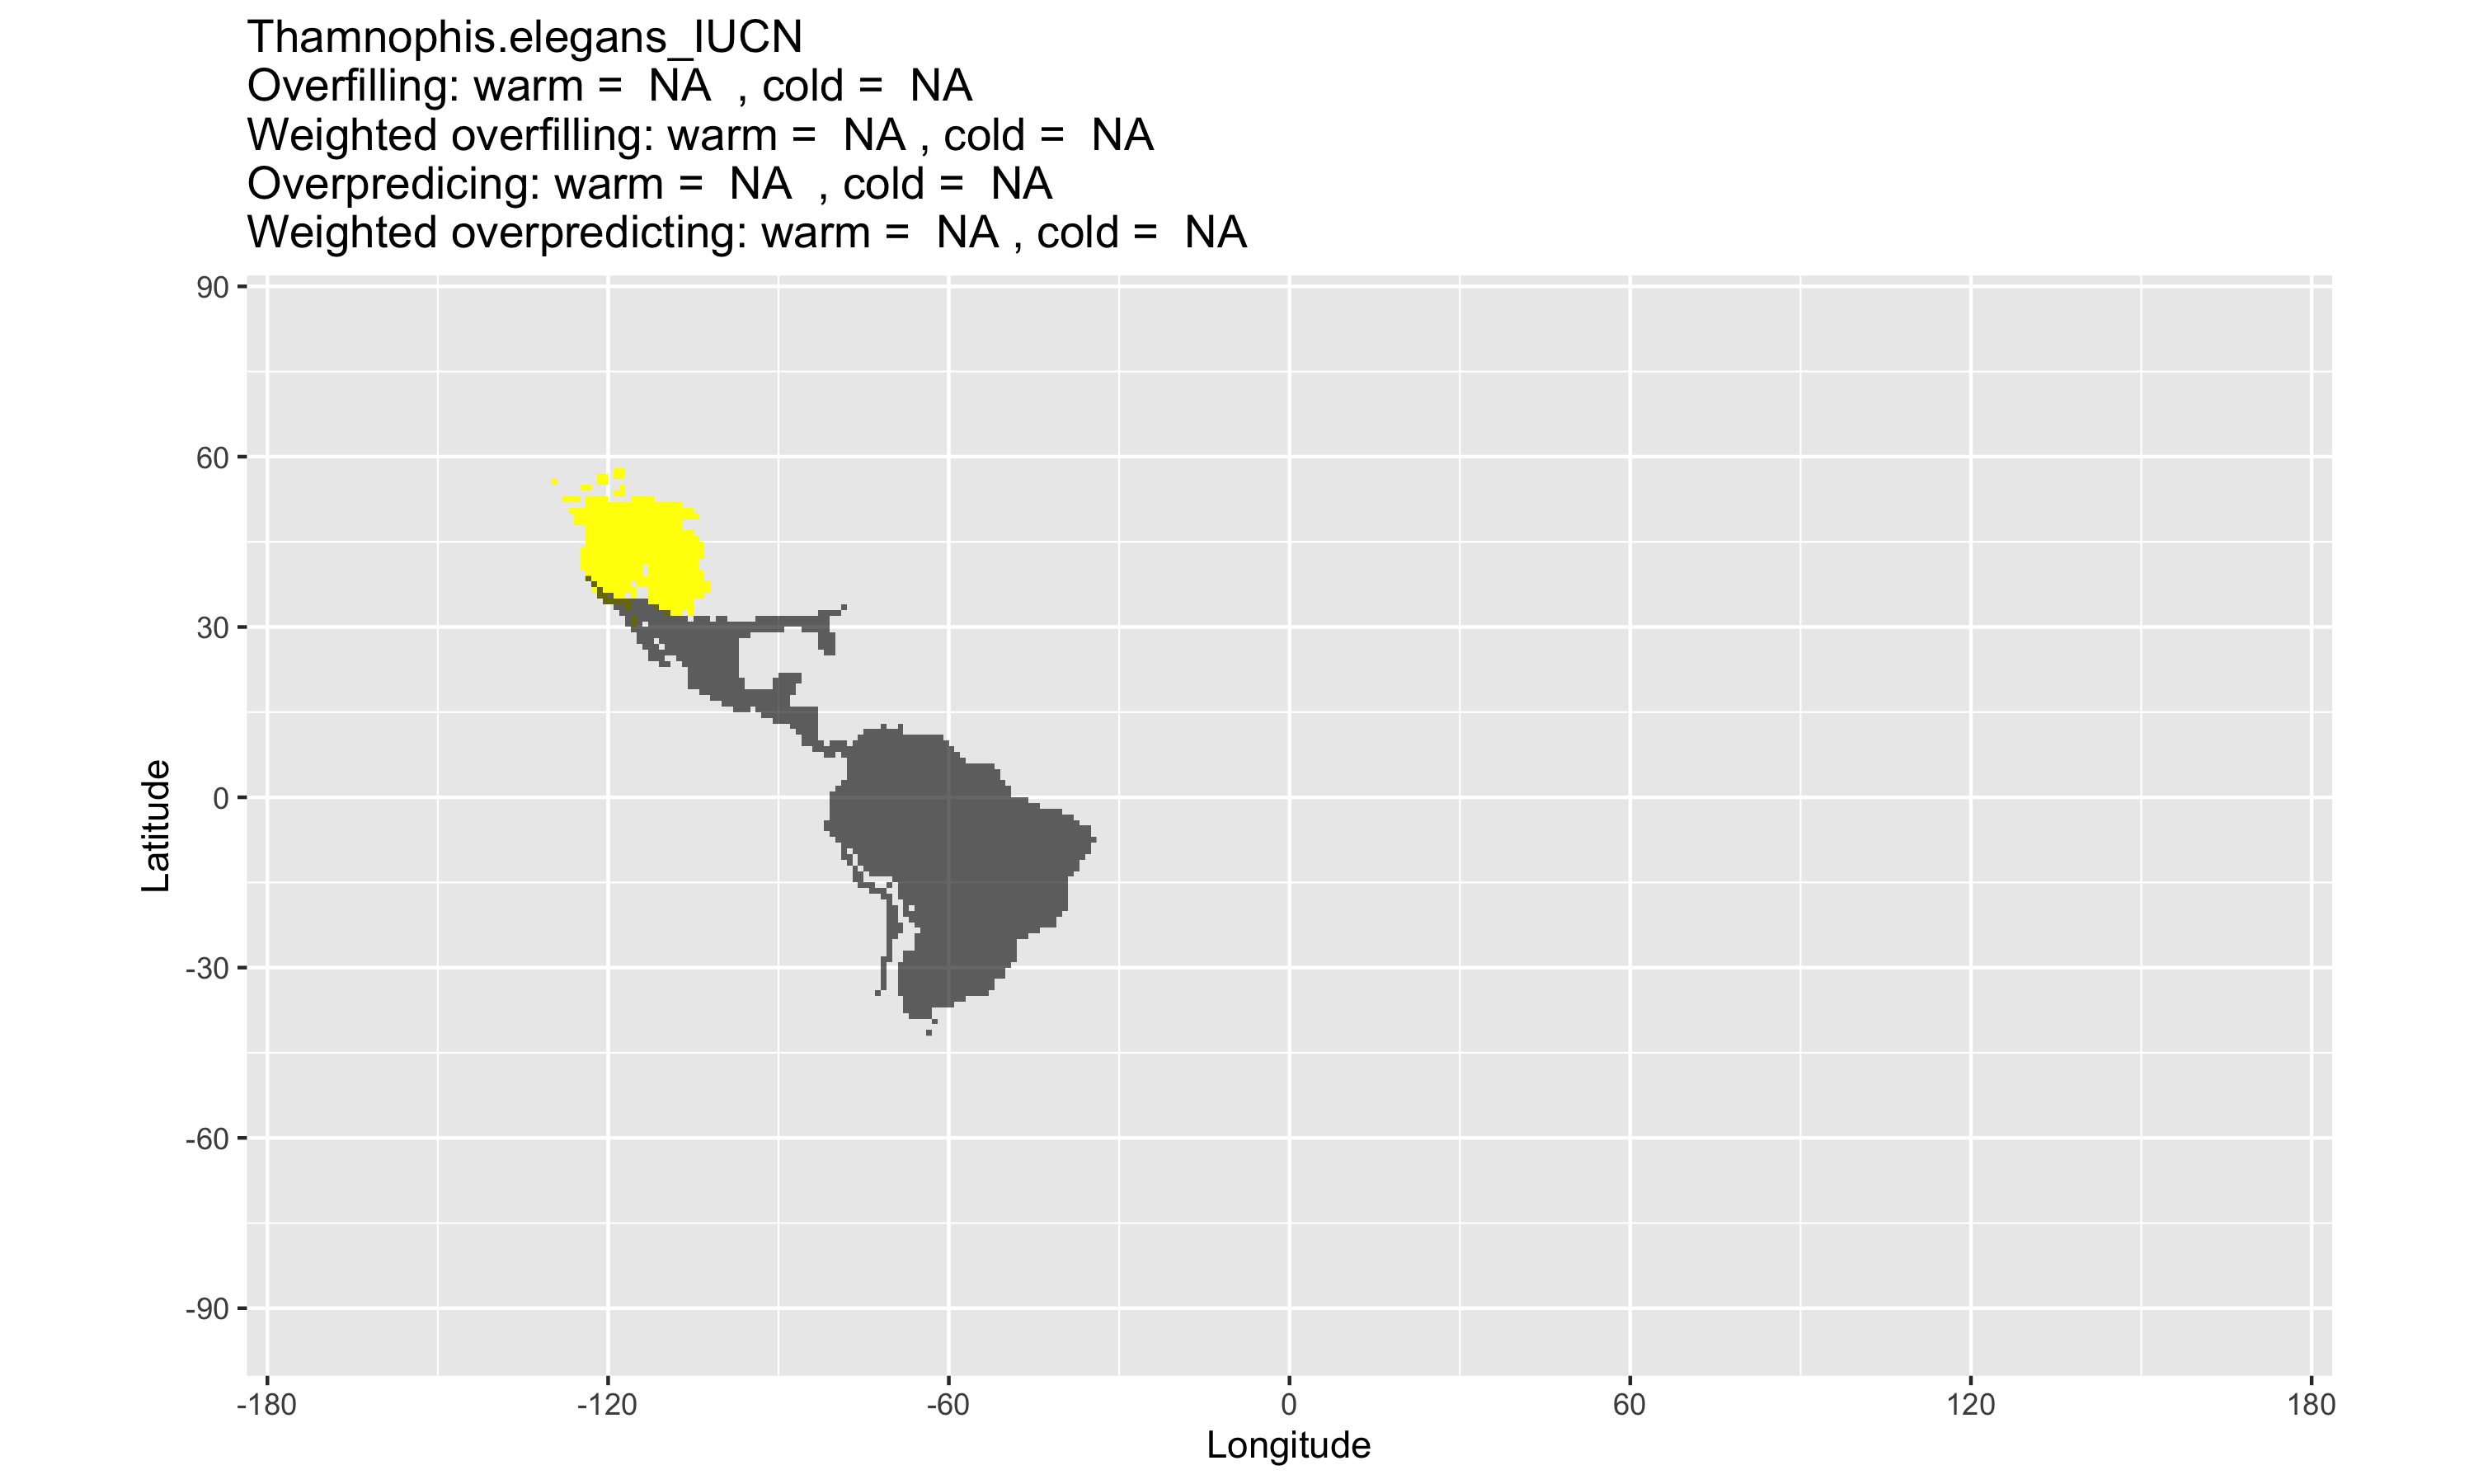 Thamnophis.elegans_IUCN
Overfilling: warm =  NA  , cold =  NA
Weighted overfilling: warm =  NA , cold =  NA
Overpredicing: warm =  NA  , cold =  NA
Weighted overpredicting: warm =  NA , cold =  NA
90
60
30
0
-30
-60
-90
Latitude
-180
-120
-60
0
60
120
180
Longitude